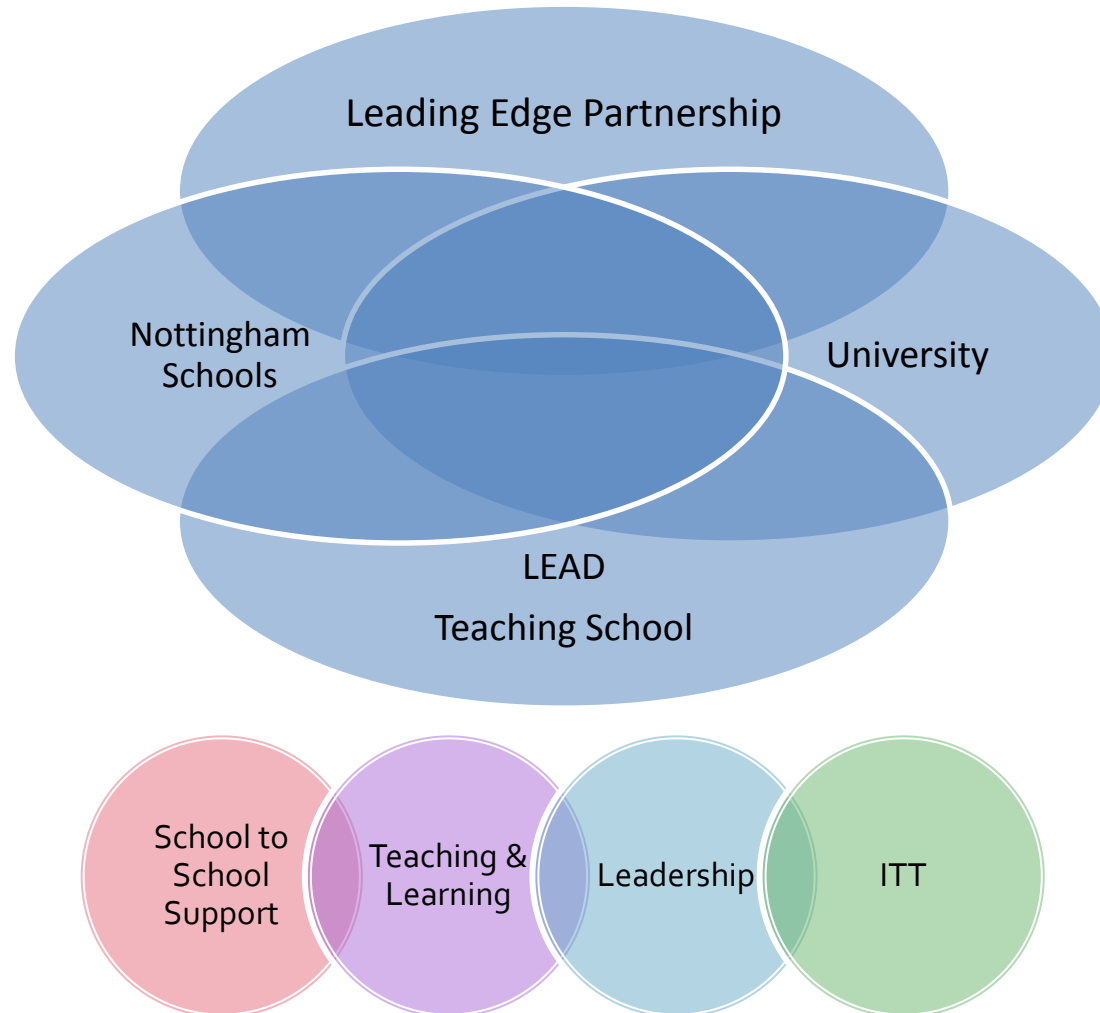 Leading Edge Partnership
Nottingham
Schools
University
LEAD
Teaching School
School to
School
Support
Teaching &
Learning
Leadership
ITT